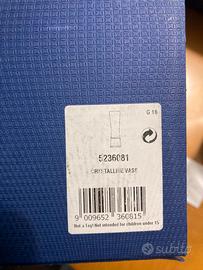 G 16
5236081
CRYSTALLINE VASE
9 009652 360815
Not a Toy! Not intended for children under 15
subito